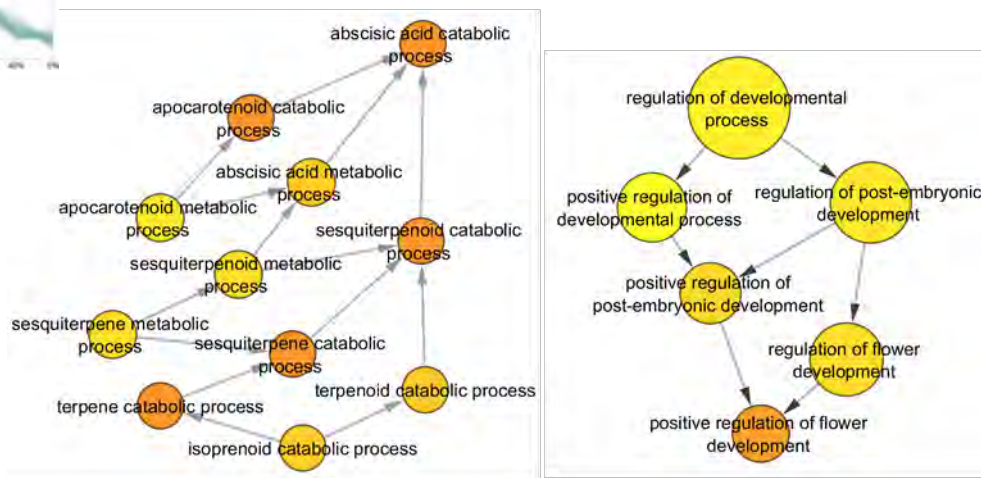 abscisic acid catabolic
process
apocarotenoid catabolic
process
abscisic acid metabolic
process
apocarotenoid metabolic
process
sesquiterpenoid catabolic
process
sesquiterpenoid metabolic
process
sesquiterpene metabolic
process
sesquiterpene catabolic
process
terpenoid catabolic process
terpene catabolic process
isoprenoid catabolic process
regulation of developmental
process
positive regulation of
developmental process
regulation of post-embryonic
development
positive regulation of
post-embryonic development
regulation of flower
development
positive regulation of flower
development